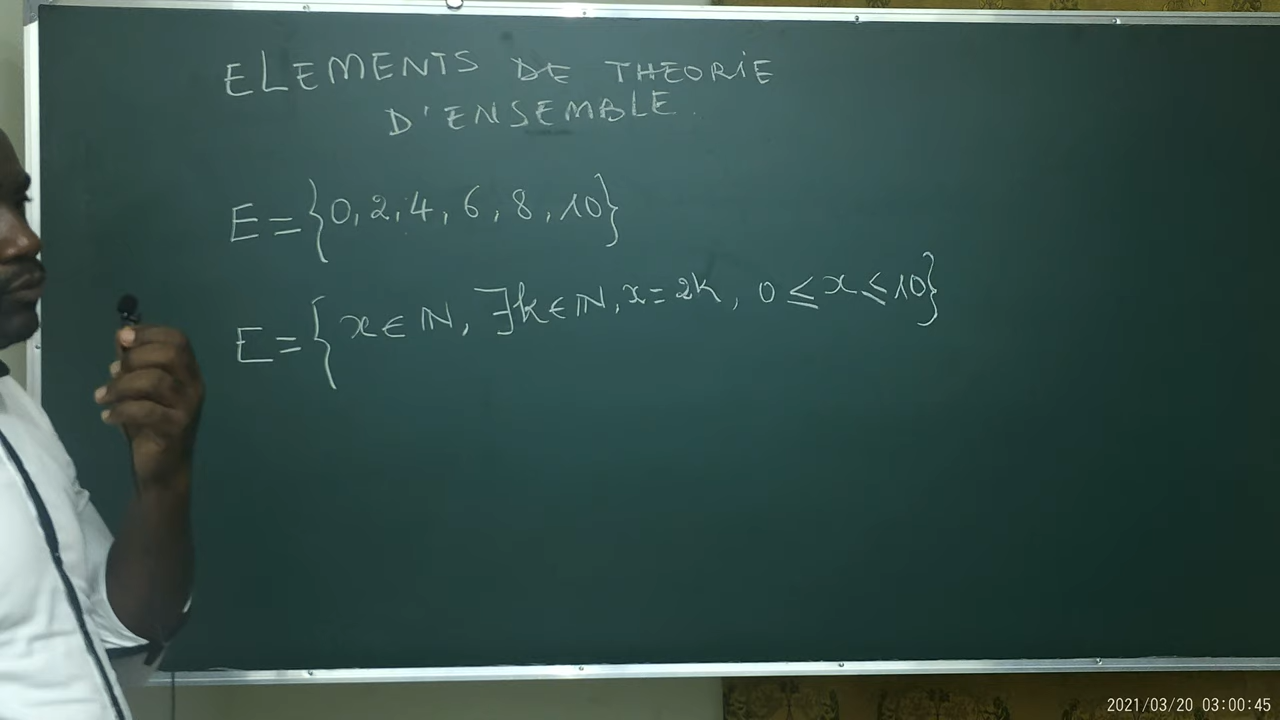 ELEMENTS DE THEORIE
D'ENSEMBLE.
E = {0, 2, 4, 6, 8, 10}
E = {x ∈ ℕ, ∃k ∈ ℕ, x = 2k, 0 ≤ x ≤ 10}
2021/03/20 03:00:45